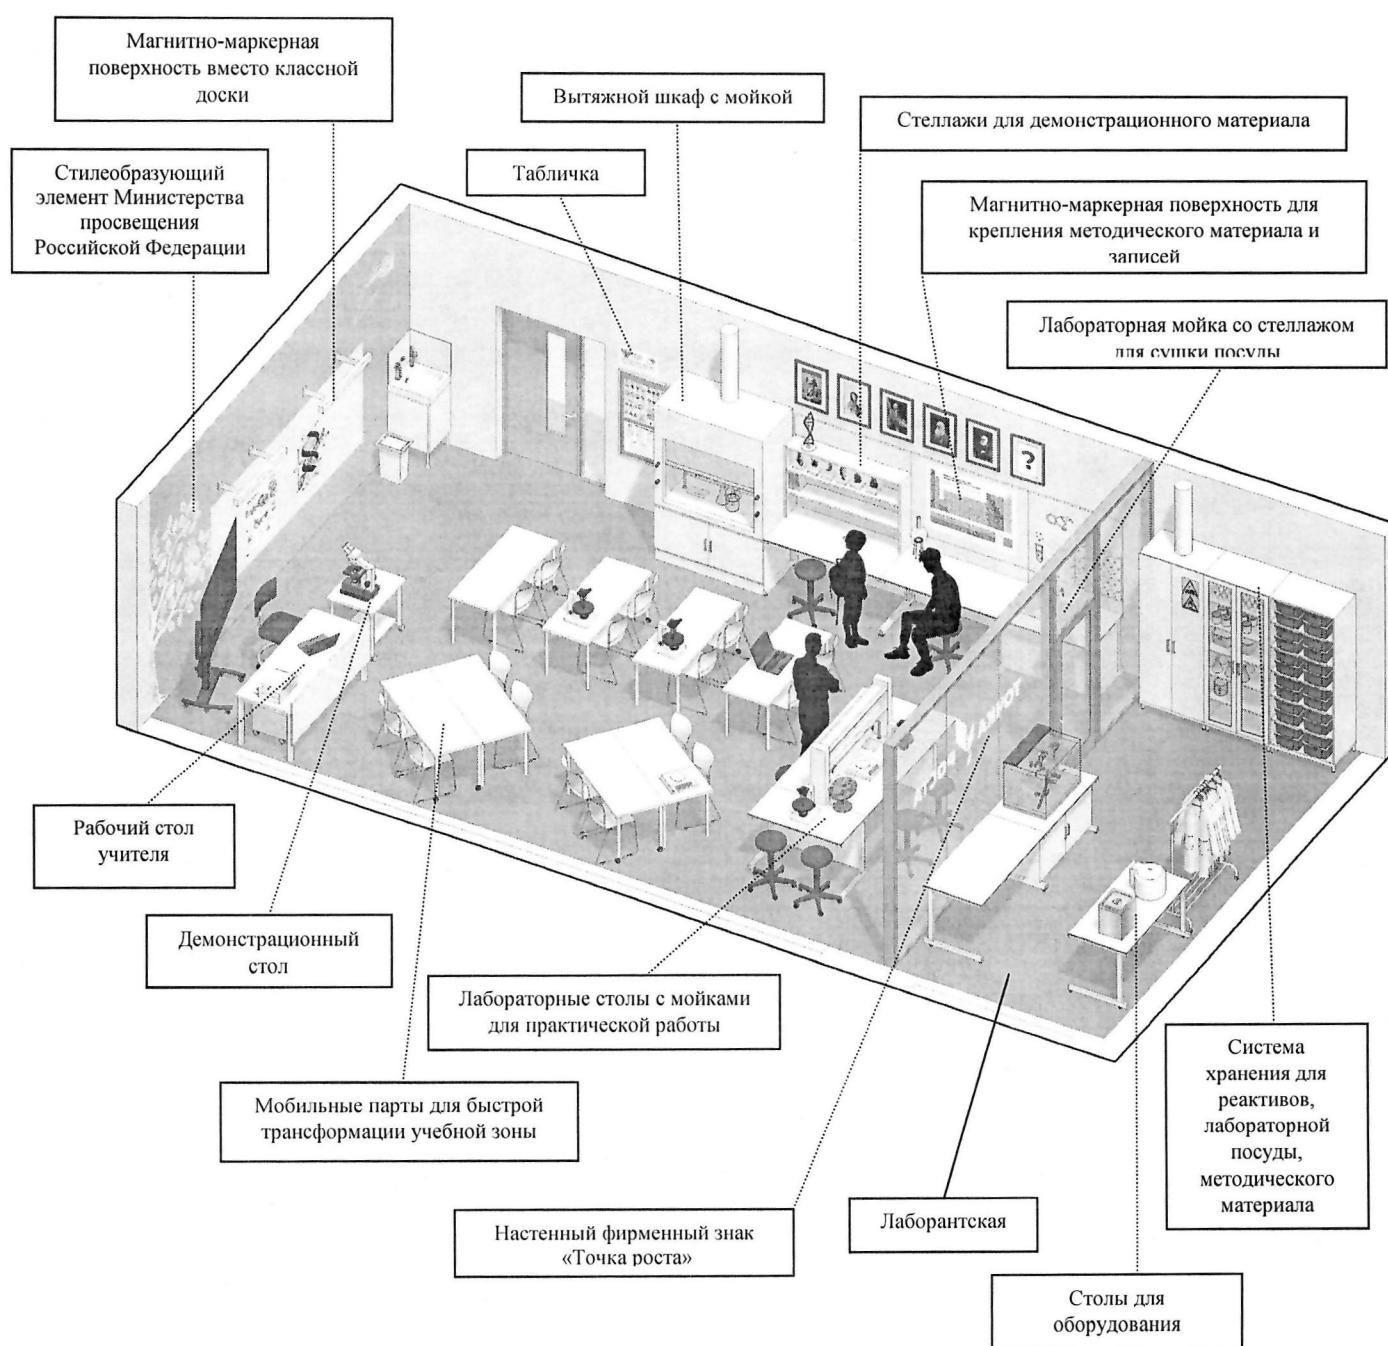 Магнитно-маркерная
поверхность вместо классной
доски
Вытяжной шкаф с мойкой
Стеллажи для демонстрационного материала
Стилеобразующий
элемент Министерства
просвещения
Российской Федерации
Табличка
Магнитно-маркерная поверхность для
крепления методического материала и
записей
Лабораторная мойка со стеллажом
для сушки посуды
?
ТОЧКА
РОСТА
Рабочий стол
учителя
Демонстрационный
стол
Лабораторные столы с мойками
для практической работы
Мобильные парты для быстрой
трансформации учебной зоны
Настенный фирменный знак
«Точка роста»
Лаборантская
Система
хранения для
реактивов,
лабораторной
посуды,
методического
материала
Столы для
оборудования